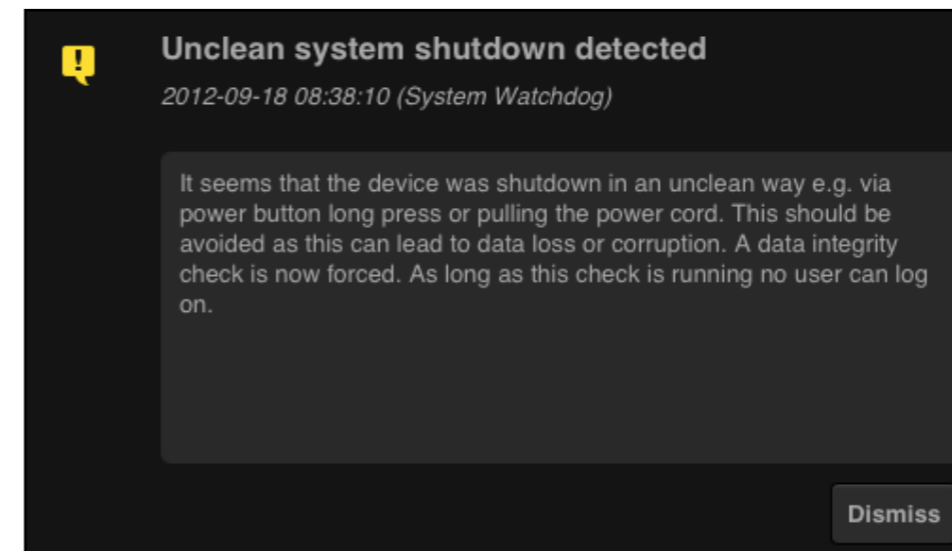 !
Unclean system shutdown detected
2012-09-18 08:38:10 (System Watchdog)
It seems that the device was shutdown in an unclean way e.g. via
power button long press or pulling the power cord. This should be
avoided as this can lead to data loss or corruption. A data integrity
check is now forced. As long as this check is running no user can log
on.
Dismiss